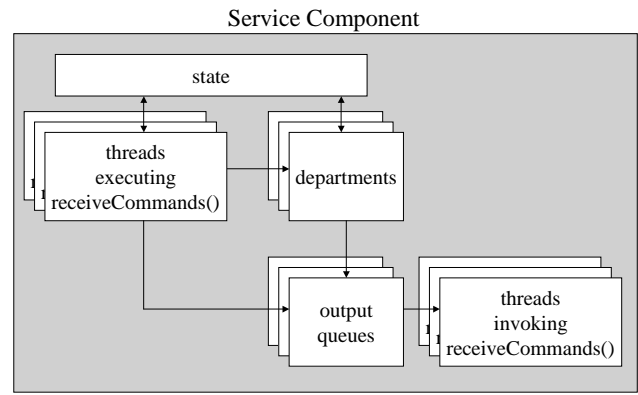 Service Component
state
threads
executing
receiveCommands()
departments
output
queues
threads
invoking
receiveCommands()